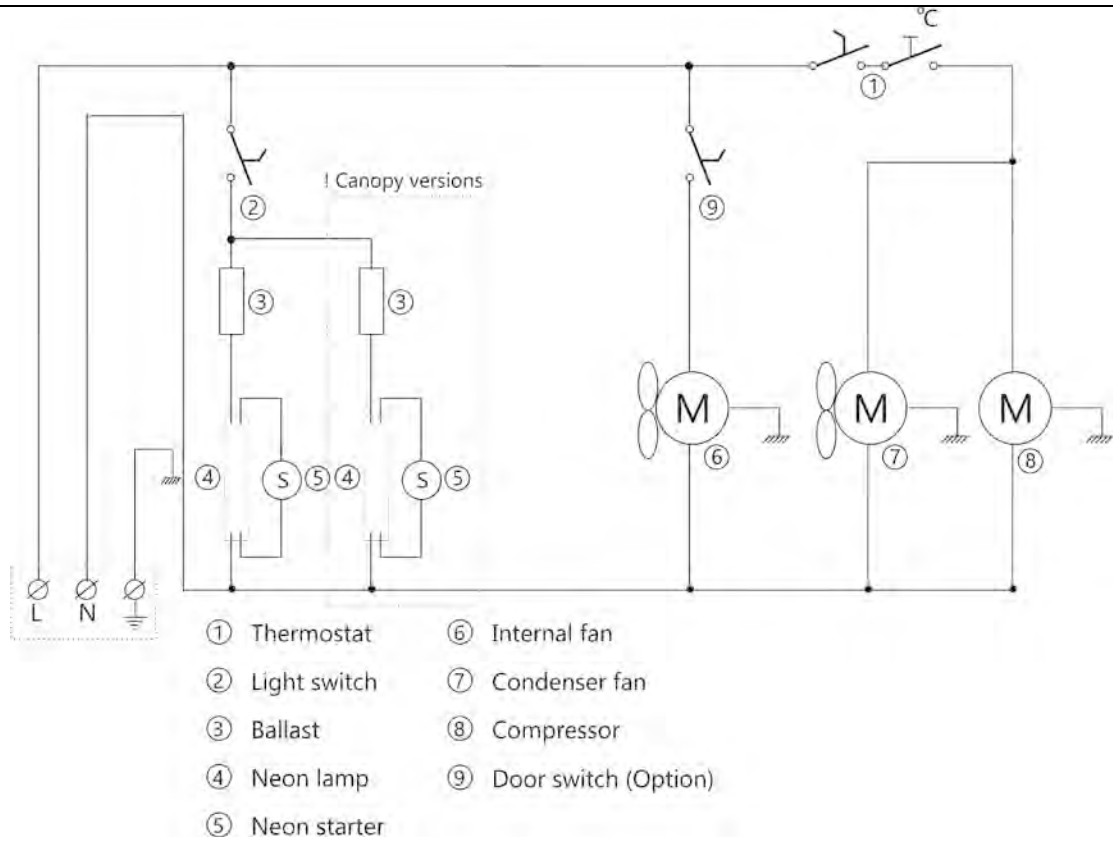 °C
①
②
! Canopy versions
⑨
③ ③
M M M
⑥ ⑦ ⑧
④ S ⑤ ④ S ⑤
L N
① Thermostat ⑥ Internal fan
② Light switch ⑦ Condenser fan
③ Ballast ⑧ Compressor
④ Neon lamp ⑨ Door switch (Option)
⑤ Neon starter